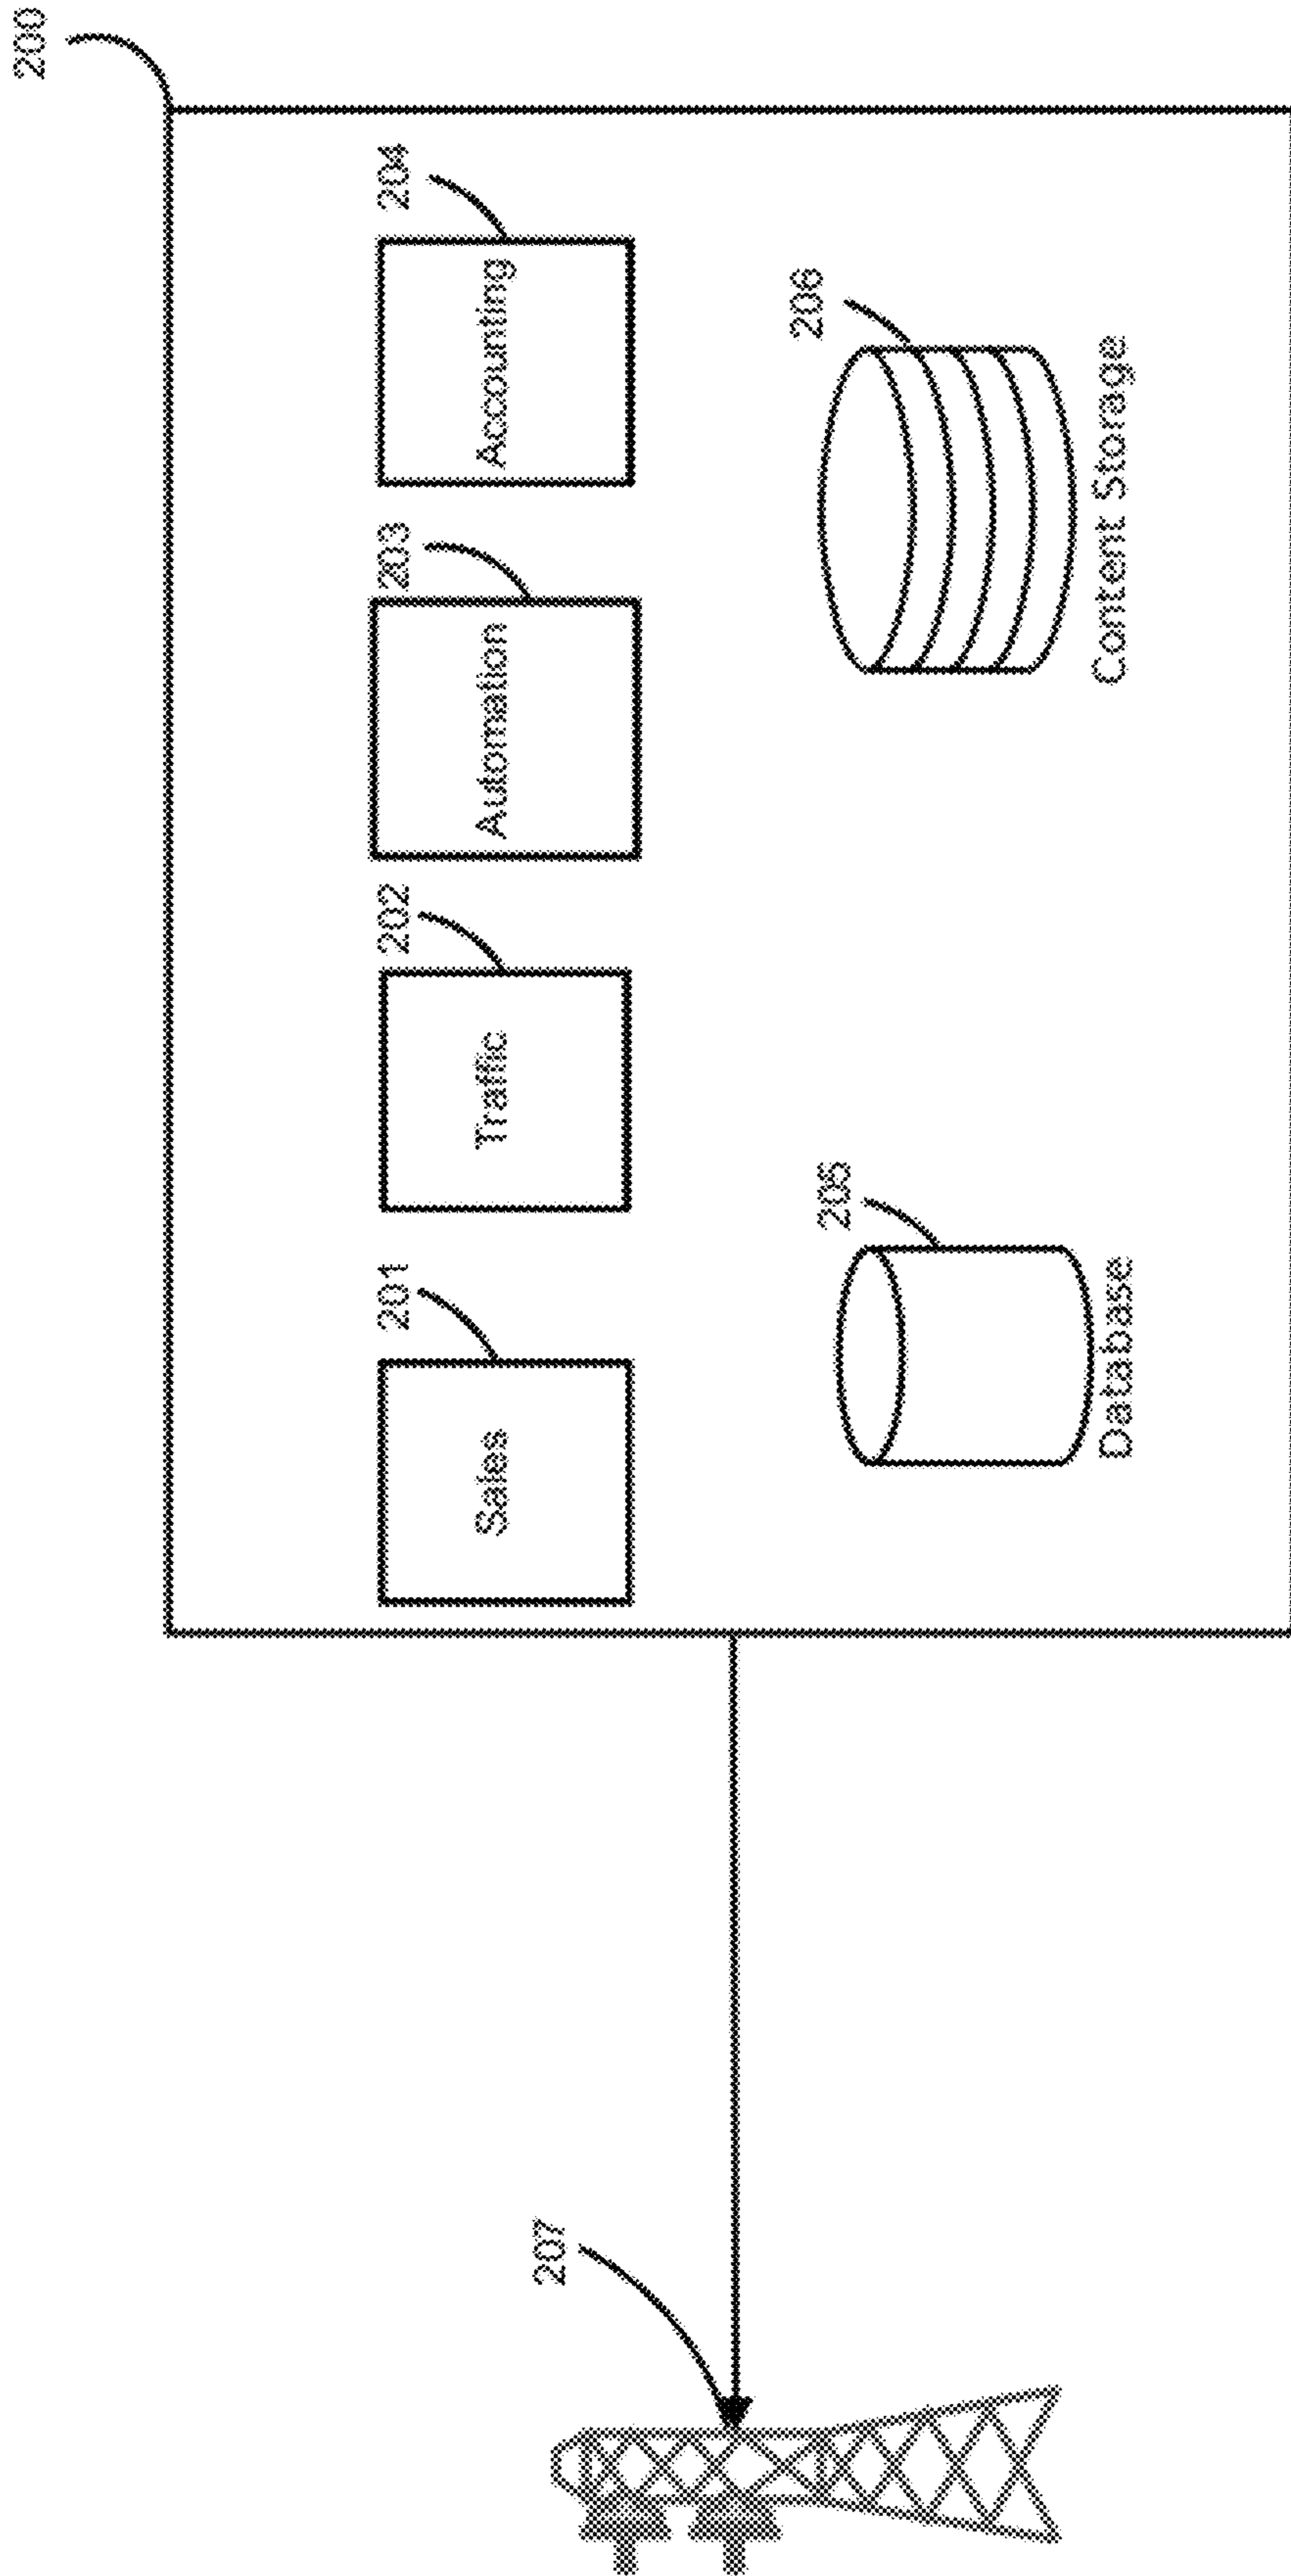 200
201
202
203
204
Sales
Traffic
Automation
Accounting
207
205
206
Database
Content Storage